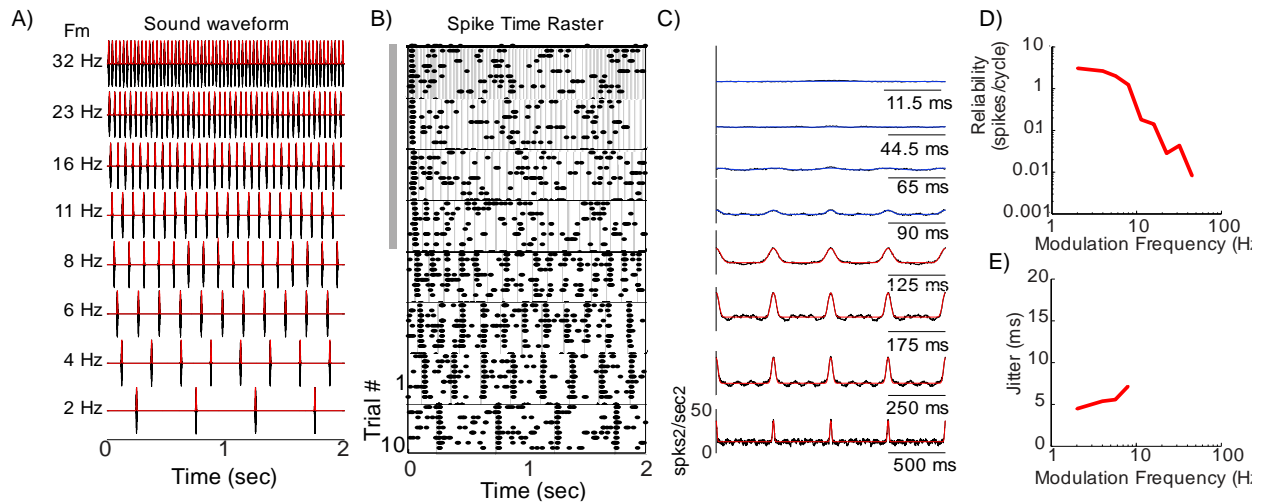 A)
Sound waveform
Fm
32 Hz
23 Hz
16 Hz
11 Hz
8 Hz
6 Hz
4 Hz
2 Hz
0
1
2
Time (sec)
B)
Spike Time Raster
Trial #
1
10
0
1
2
Time (sec)
C)
11.5 ms
44.5 ms
65 ms
90 ms
125 ms
175 ms
250 ms
500 ms
spks2/sec2
50
0
D)
Reliability
(spikes/cycle)
10
1
01
0.01
0.001
1
10
100
Modulation Frequency (Hz
E)
Jitter (ms)
20
15
10
5
0
1
10
100
Modulation Frequency (Hz